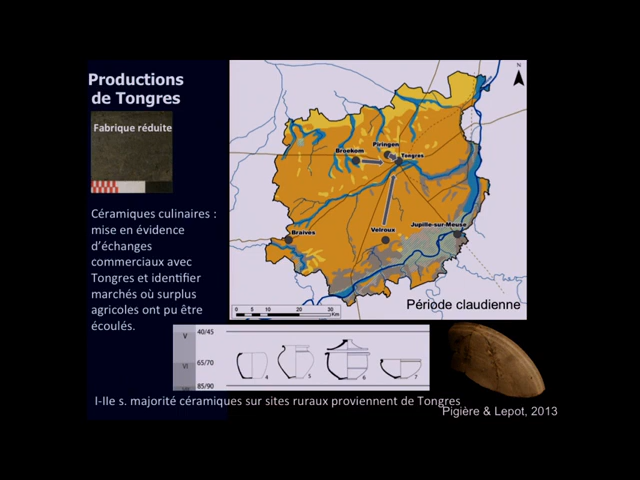 Productions
de Tongres
Fabrique réduite
Céramiques culinaires :
mise en évidence
d'échanges
commerciaux avec
Tongres et identifier
marchés où surplus
agricoles ont pu être
écoulés.
N
Piringen
Broekom
Tongres
Braives
Velroux
Jupille-sur-Meuse
Période claudienne
0 5 10 20 30
Km
V
40/45
VI
65/70
85/90
4
5
6
7
I-IIe s. majorité céramiques sur sites ruraux proviennent de Tongres
Pigière & Lepot, 2013